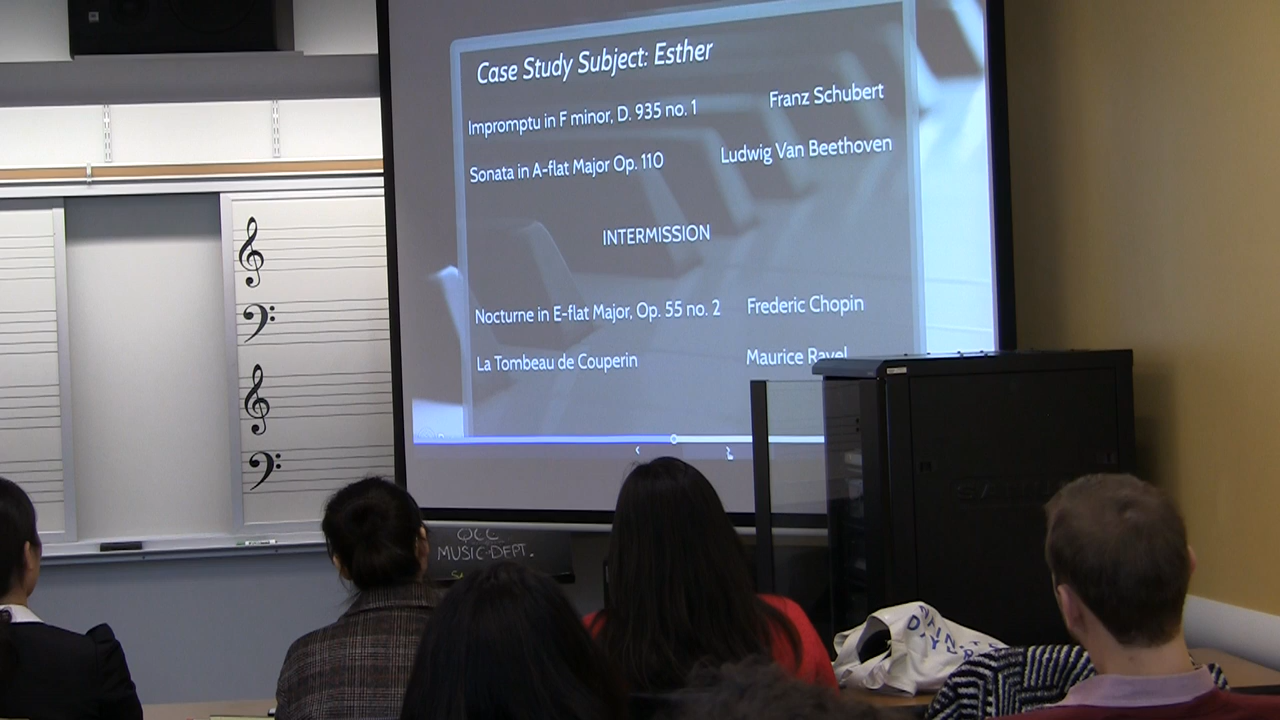 Case Study Subject: Esther
Impromptu in F minor, D. 935 no. 1 Franz Schubert
Sonata in A-flat Major Op. 110 Ludwig Van Beethoven
INTERMISSION
Nocturne in E-flat Major, Op. 55 no. 2 Frederic Chopin
La Tombeau de Couperin Maurice Ravel
QCC
MUSIC-DEPT.